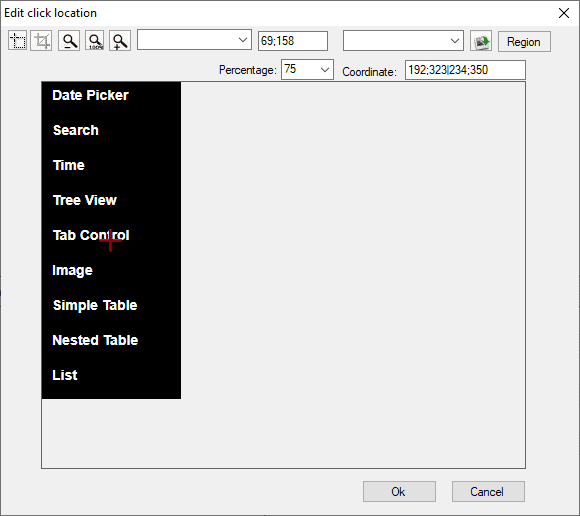 Edit click location
100%
69;158
Region
Percentage: 75 Coordinate: 192;323|234;350
Date Picker
Search
Time
Tree View
Tab Control
Image
Simple Table
Nested Table
List
Ok Cancel